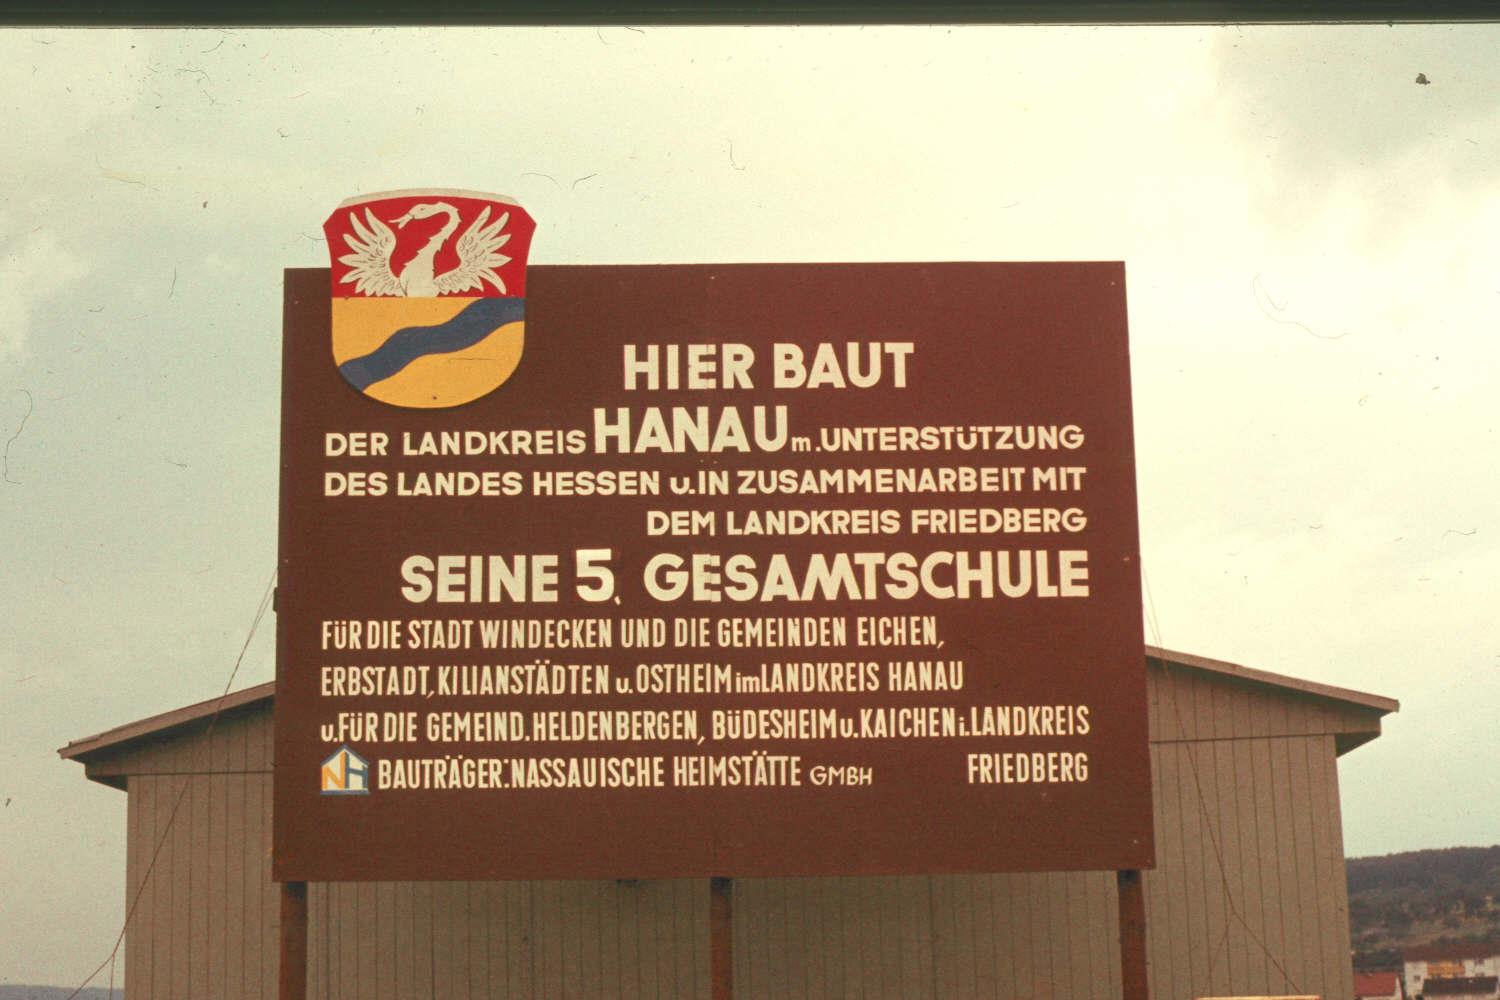 HIER BAUT
DER LANDKREIS HANAU m. UNTERSTÜTZUNG
DES LANDES HESSEN u. IN ZUSAMMENARBEIT MIT
DEM LANDKREIS FRIEDBERG
SEINE 5. GESAMTSCHULE
FÜR DIE STADT WINDECKEN UND DIE GEMEINDEN EICHEN,
ERBSTADT, KILIANSTÄDTEN u. OSTHEIM im LANDKREIS HANAU
u. FÜR DIE GEMEIND. HELDENBERGEN, BÜDESHEIM u. KAICHEN i. LANDKREIS
NH BAUTRÄGER: NASSAUISCHE HEIMSTÄTTE GMBH FRIEDBERG